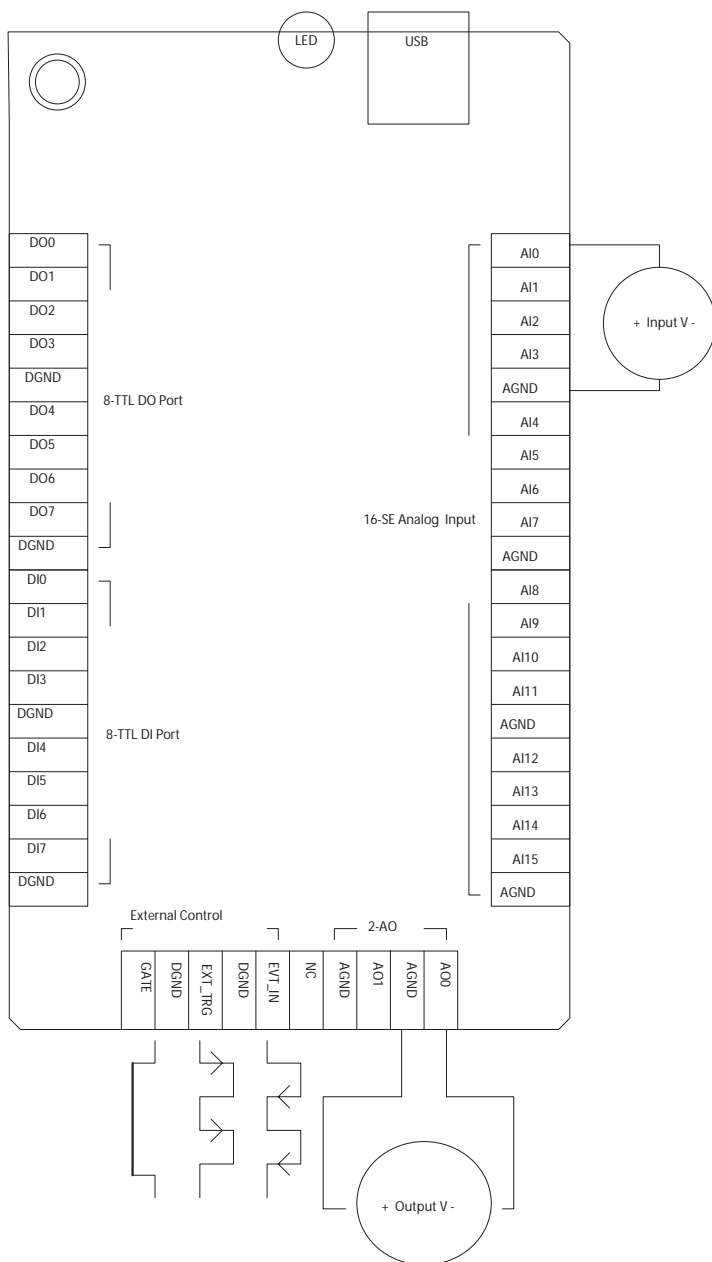 LED
USB
DO0
DO1
DO2
DO3
DGND
DO4
DO5
DO6
DO7
DGND
8-TTL DO Port
DI0
DI1
DI2
DI3
DGND
DI4
DI5
DI6
DI7
DGND
8-TTL DI Port
16-SE Analog Input
AI0
AI1
AI2
AI3
AGND
AI4
AI5
AI6
AI7
AGND
AI8
AI9
AI10
AI11
AGND
AI12
AI13
AI14
AI15
AGND
+ Input V -
External Control
2-AO
GATE
DGND
EXT_TRG
DGND
EVT_IN
NC
AGND
AO1
AGND
AO0
+ Output V -